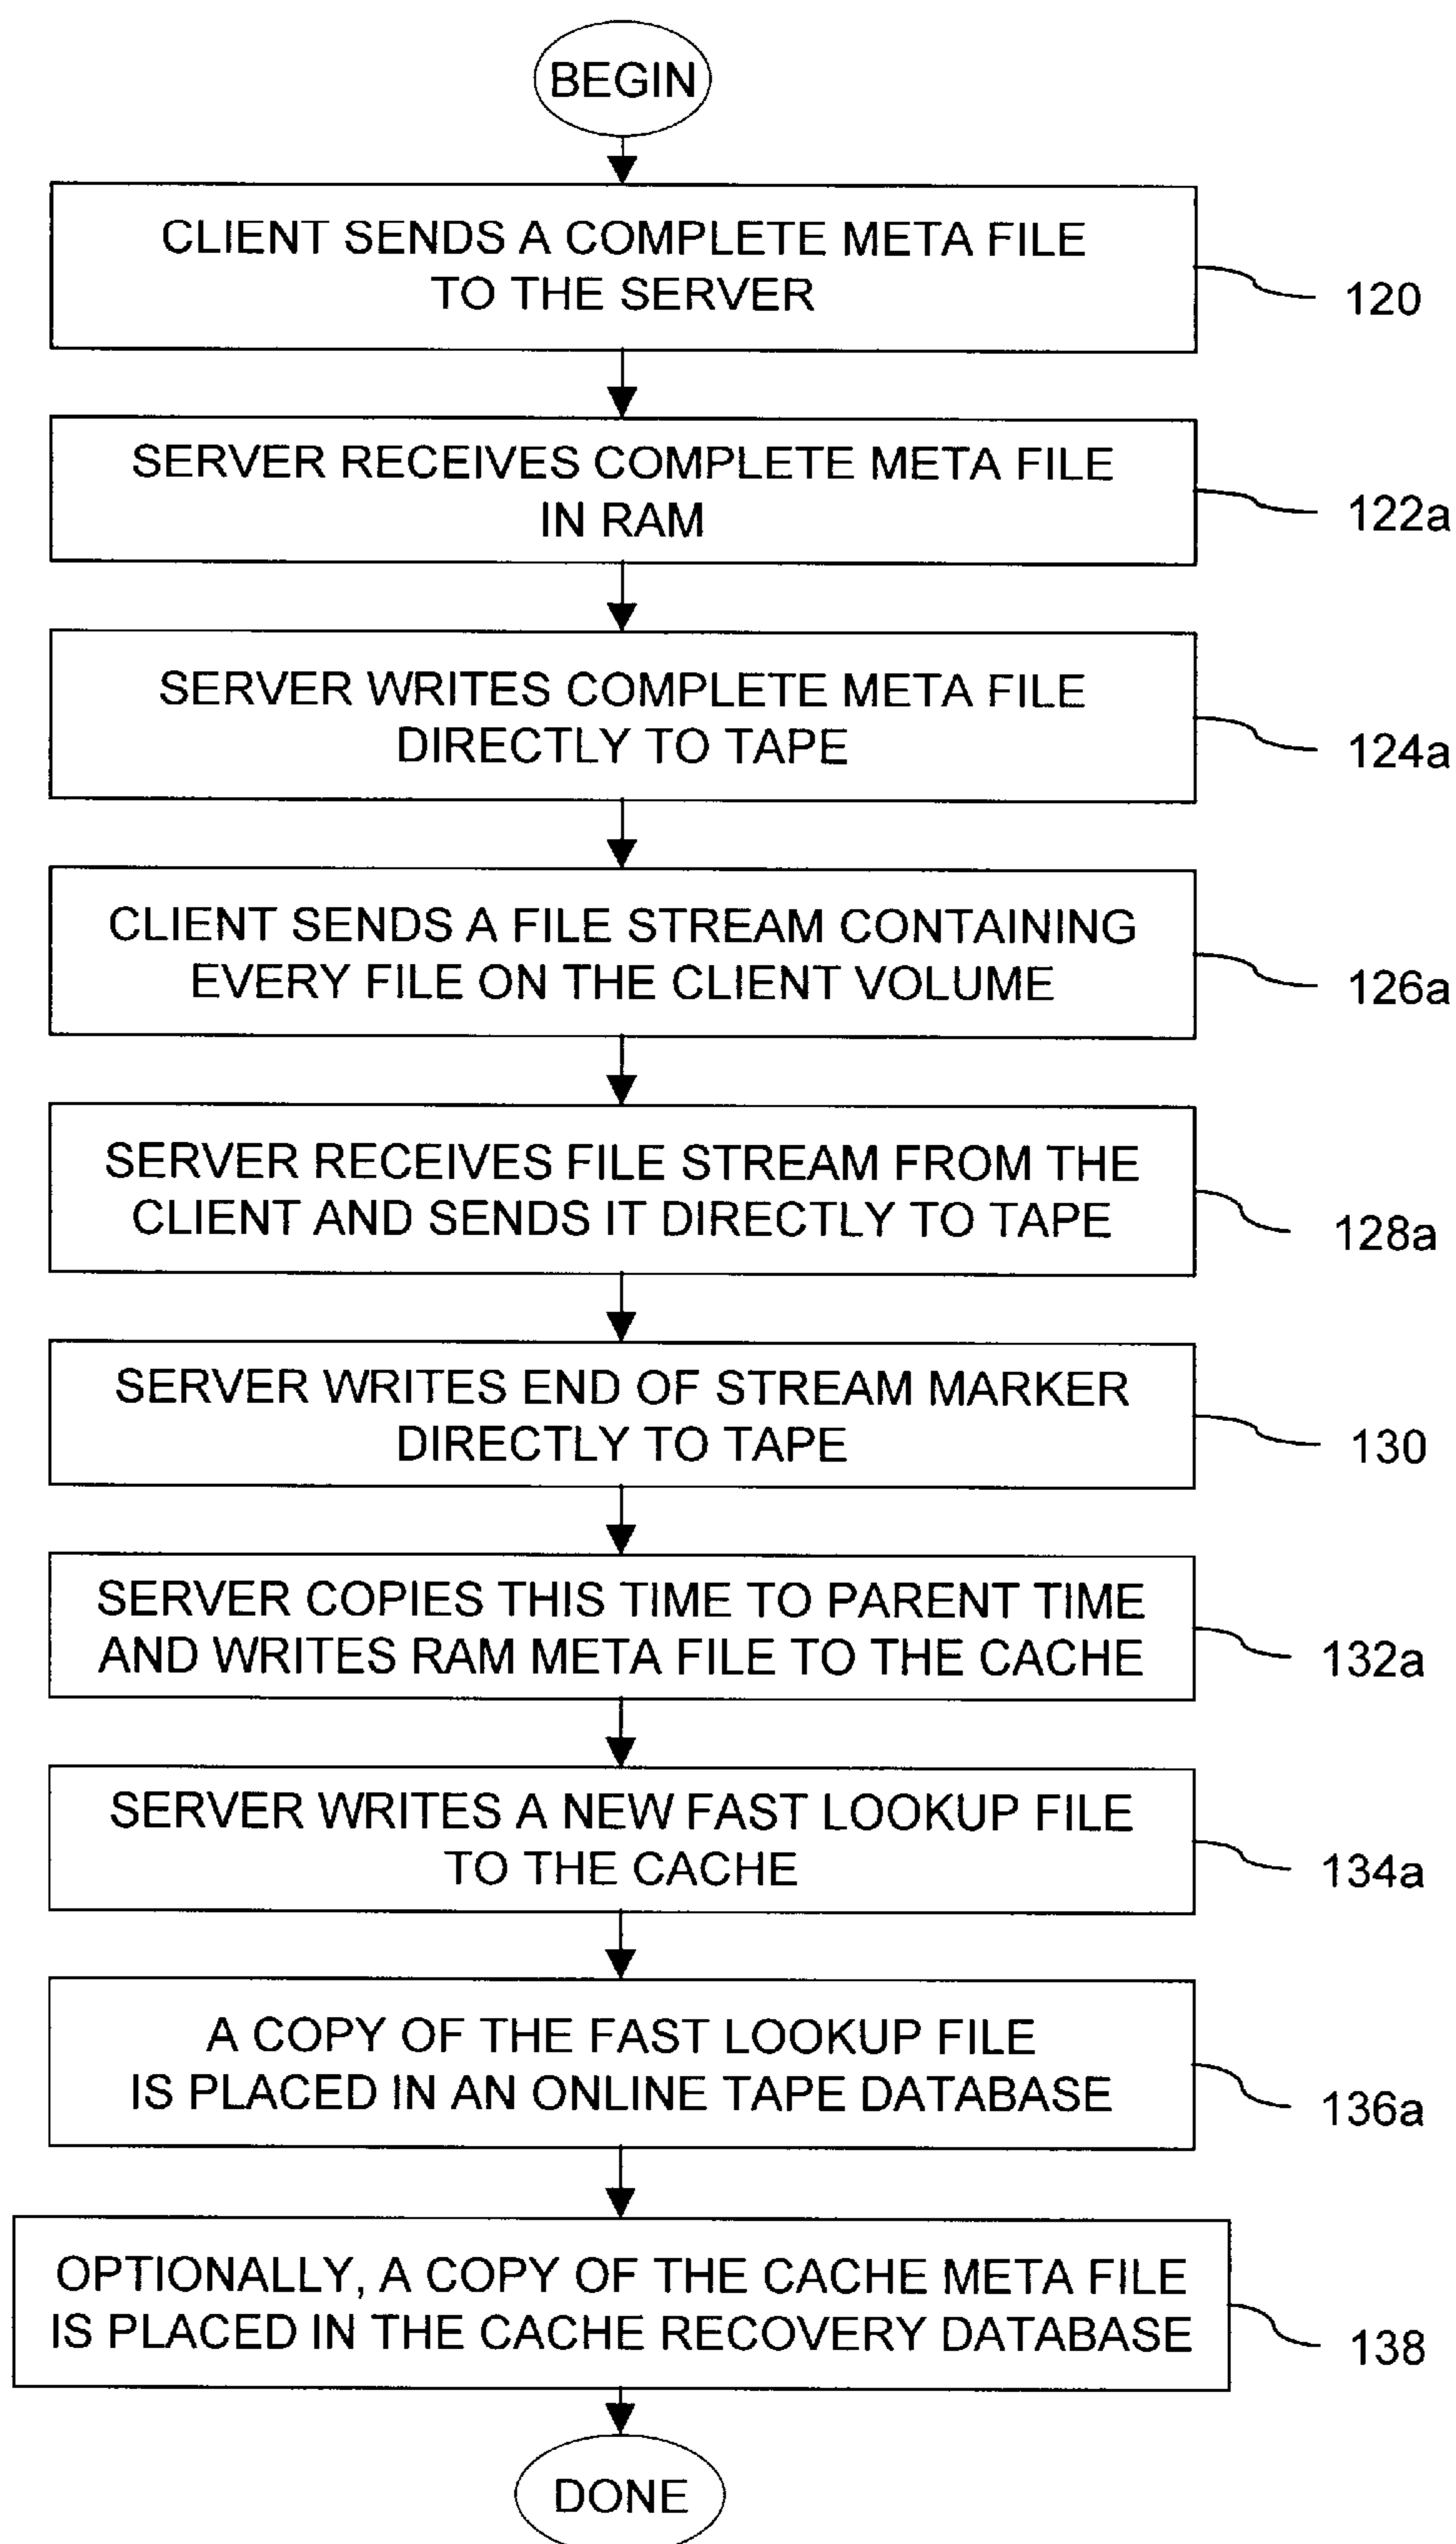 BEGIN
CLIENT SENDS A COMPLETE META FILE
TO THE SERVER
120
SERVER RECEIVES COMPLETE META FILE
IN RAM
122a
SERVER WRITES COMPLETE META FILE
DIRECTLY TO TAPE
124a
CLIENT SENDS A FILE STREAM CONTAINING
EVERY FILE ON THE CLIENT VOLUME
126a
SERVER RECEIVES FILE STREAM FROM THE
CLIENT AND SENDS IT DIRECTLY TO TAPE
128a
SERVER WRITES END OF STREAM MARKER
DIRECTLY TO TAPE
130
SERVER COPIES THIS TIME TO PARENT TIME
AND WRITES RAM META FILE TO THE CACHE
132a
SERVER WRITES A NEW FAST LOOKUP FILE
TO THE CACHE
134a
A COPY OF THE FAST LOOKUP FILE
IS PLACED IN AN ONLINE TAPE DATABASE
136a
OPTIONALLY, A COPY OF THE CACHE META FILE
IS PLACED IN THE CACHE RECOVERY DATABASE
138
DONE